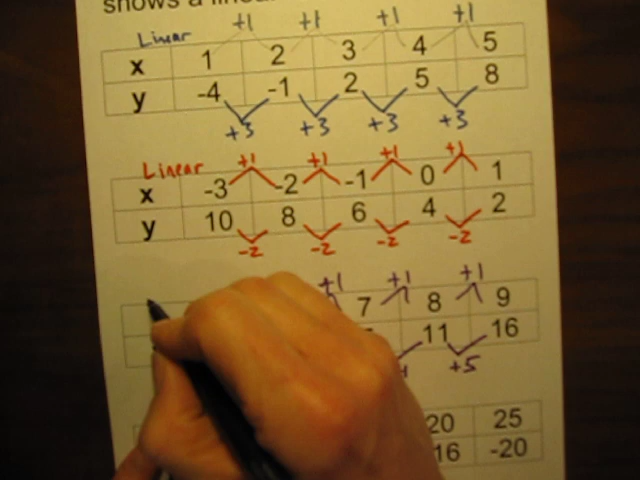 shows a linea
Linear +1 +1 +1 +1
x 1 2 3 4 5
y -4 -1 2 5 8
+3 +3 +3 +3
Linear +1 +1 +1 +1
x -3 -2 -1 0 1
y 10 8 6 4 2
-2 -2 -2 -2
+1 +1 +1
7 8 9
11 16
+5
20 25
16 -20